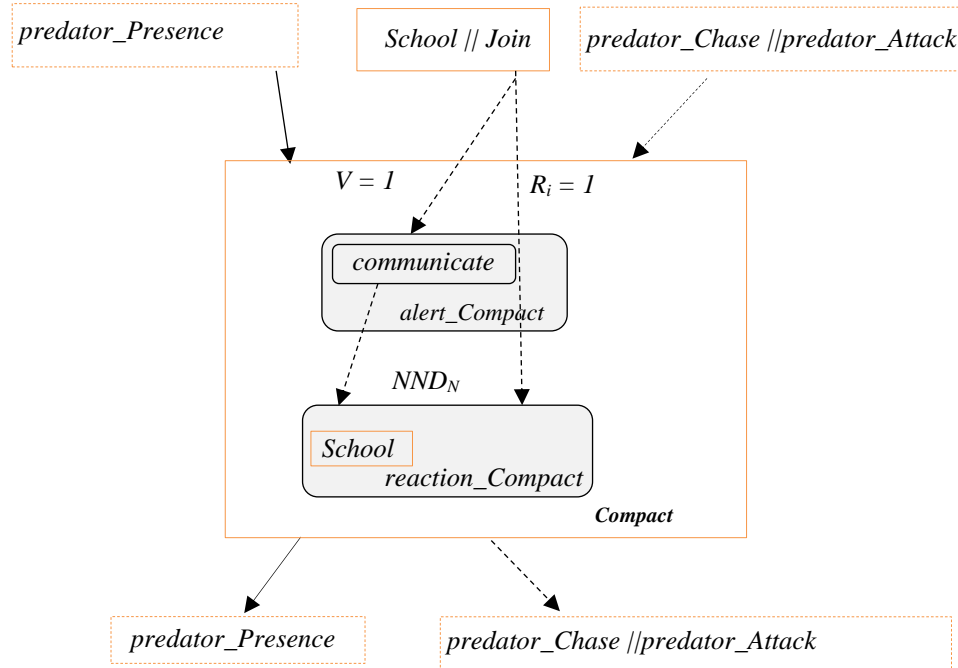 predator_Presence
School // Join
predator_Chase //predator_Attack
V = 1
Ri = 1
communicate
alert_Compact
NNDN
School
reaction_Compact
Compact
predator_Presence
predator_Chase //predator_Attack